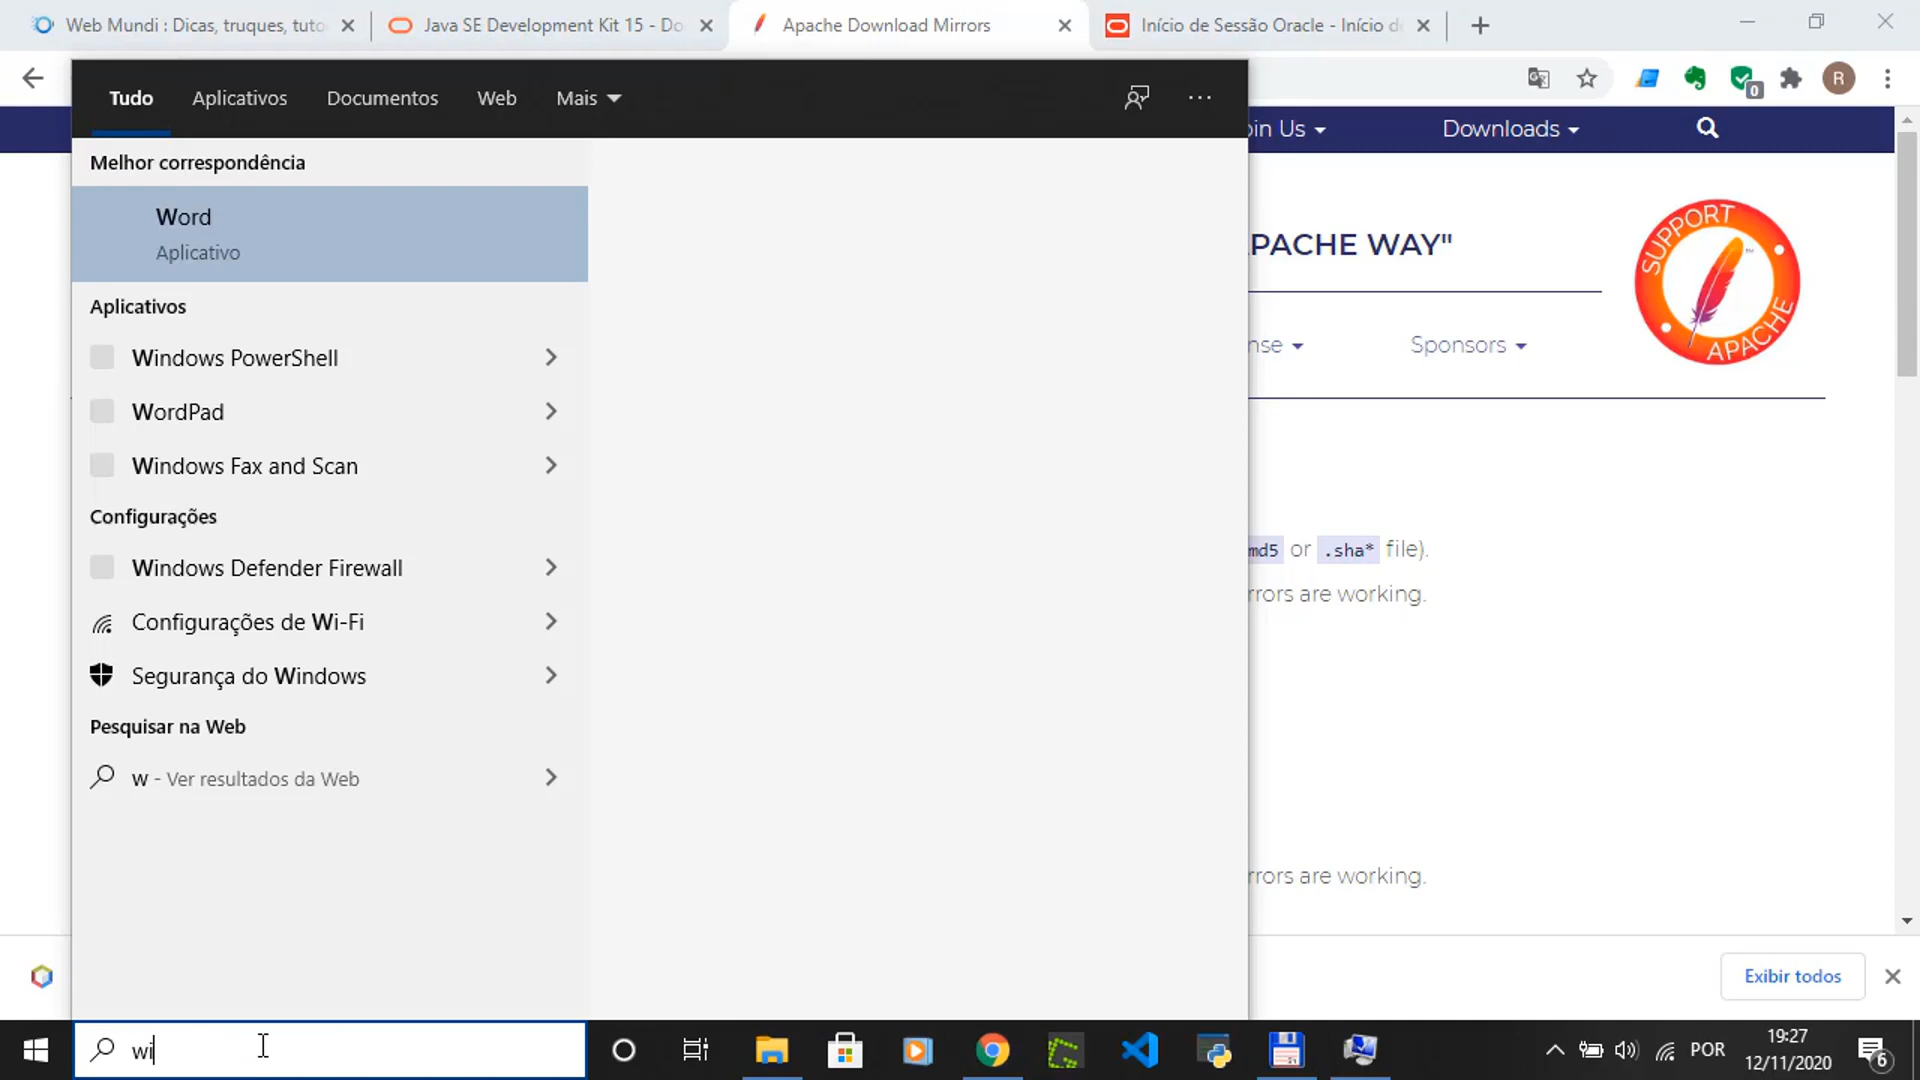 Web Mundi : Dicas, truques, tuto
Java SE Development Kit 15 - Do
Apache Download Mirrors
Início de Sessão Oracle - Início de
R
0
Tudo
Aplicativos
Documentos
Web
Mais
Join Us
Downloads
Melhor correspondência
Word
Aplicativo
APACHE WAY"
SUPPORT
APACHE
Aplicativos
Windows PowerShell
WordPad
Windows Fax and Scan
nse
Sponsors
Configurações
Windows Defender Firewall
Configurações de Wi-Fi
Segurança do Windows
md5 or .sha* file).
rrors are working.
Pesquisar na Web
w - Ver resultados da Web
rrors are working.
Exibir todos
wi
POR
19:27
12/11/2020
6